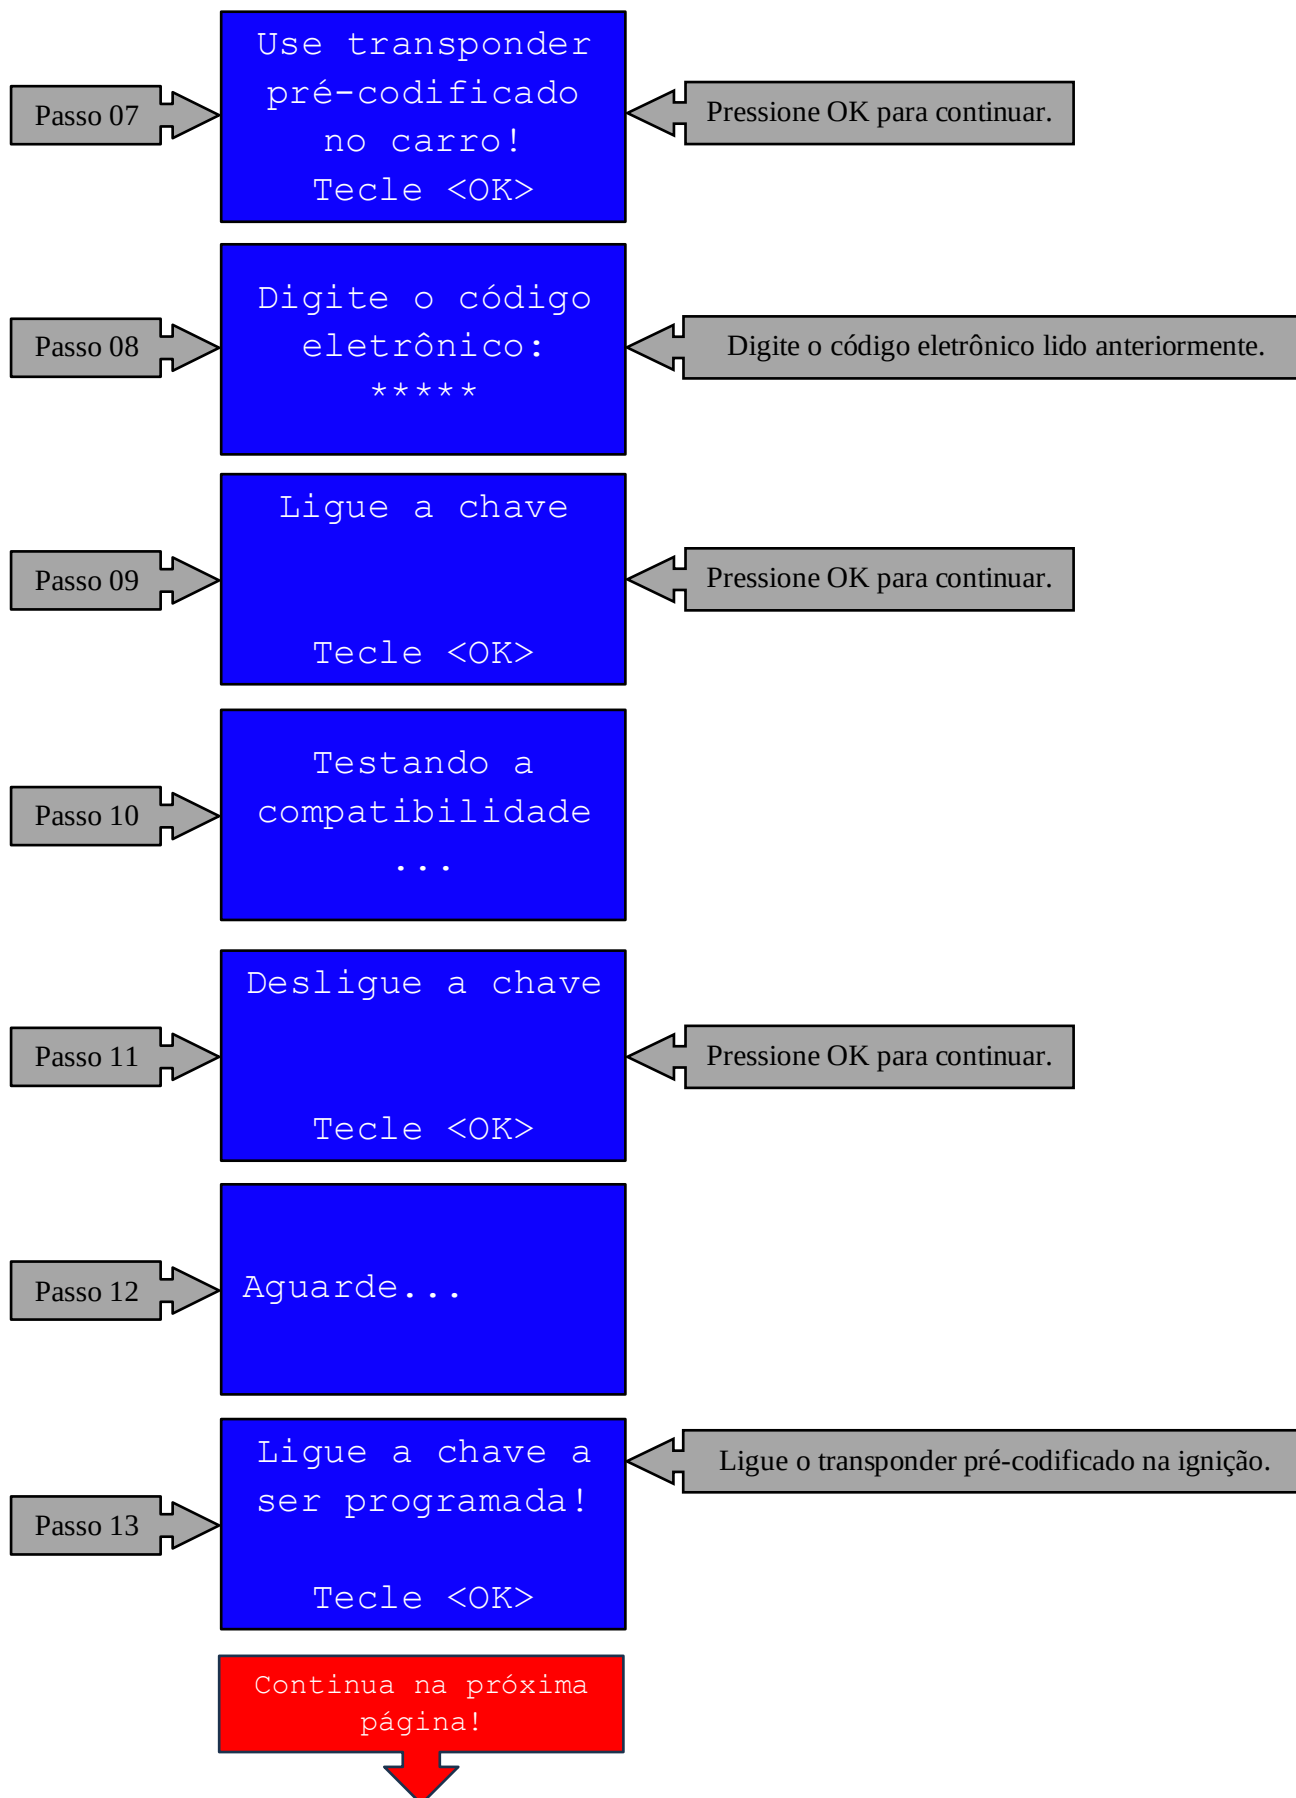 Passo 07
Use transponder
pré-codificado
no carro!
Tecle <OK>
Pressione OK para continuar.
Passo 08
Digite o código
eletrônico:
*****
Digite o código eletrônico lido anteriormente.
Passo 09
Ligue a chave
Tecle <OK>
Pressione OK para continuar.
Passo 10
Testando a
compatibilidade
...
Passo 11
Desligue a chave
Tecle <OK>
Pressione OK para continuar.
Passo 12
Aguarde...
Passo 13
Ligue a chave a
ser programada!
Tecle <OK>
Ligue o transponder pré-codificado na ignição.
Continua na próxima
página!